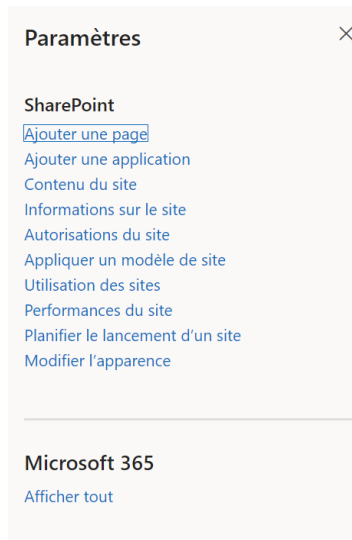 Paramètres
SharePoint
Ajouter une page
Ajouter une application
Contenu du site
Informations sur le site
Autorisations du site
Appliquer un modèle de site
Utilisation des sites
Performances du site
Planifier le lancement d’un site
Modifier l’apparence
Microsoft 365
Afficher tout